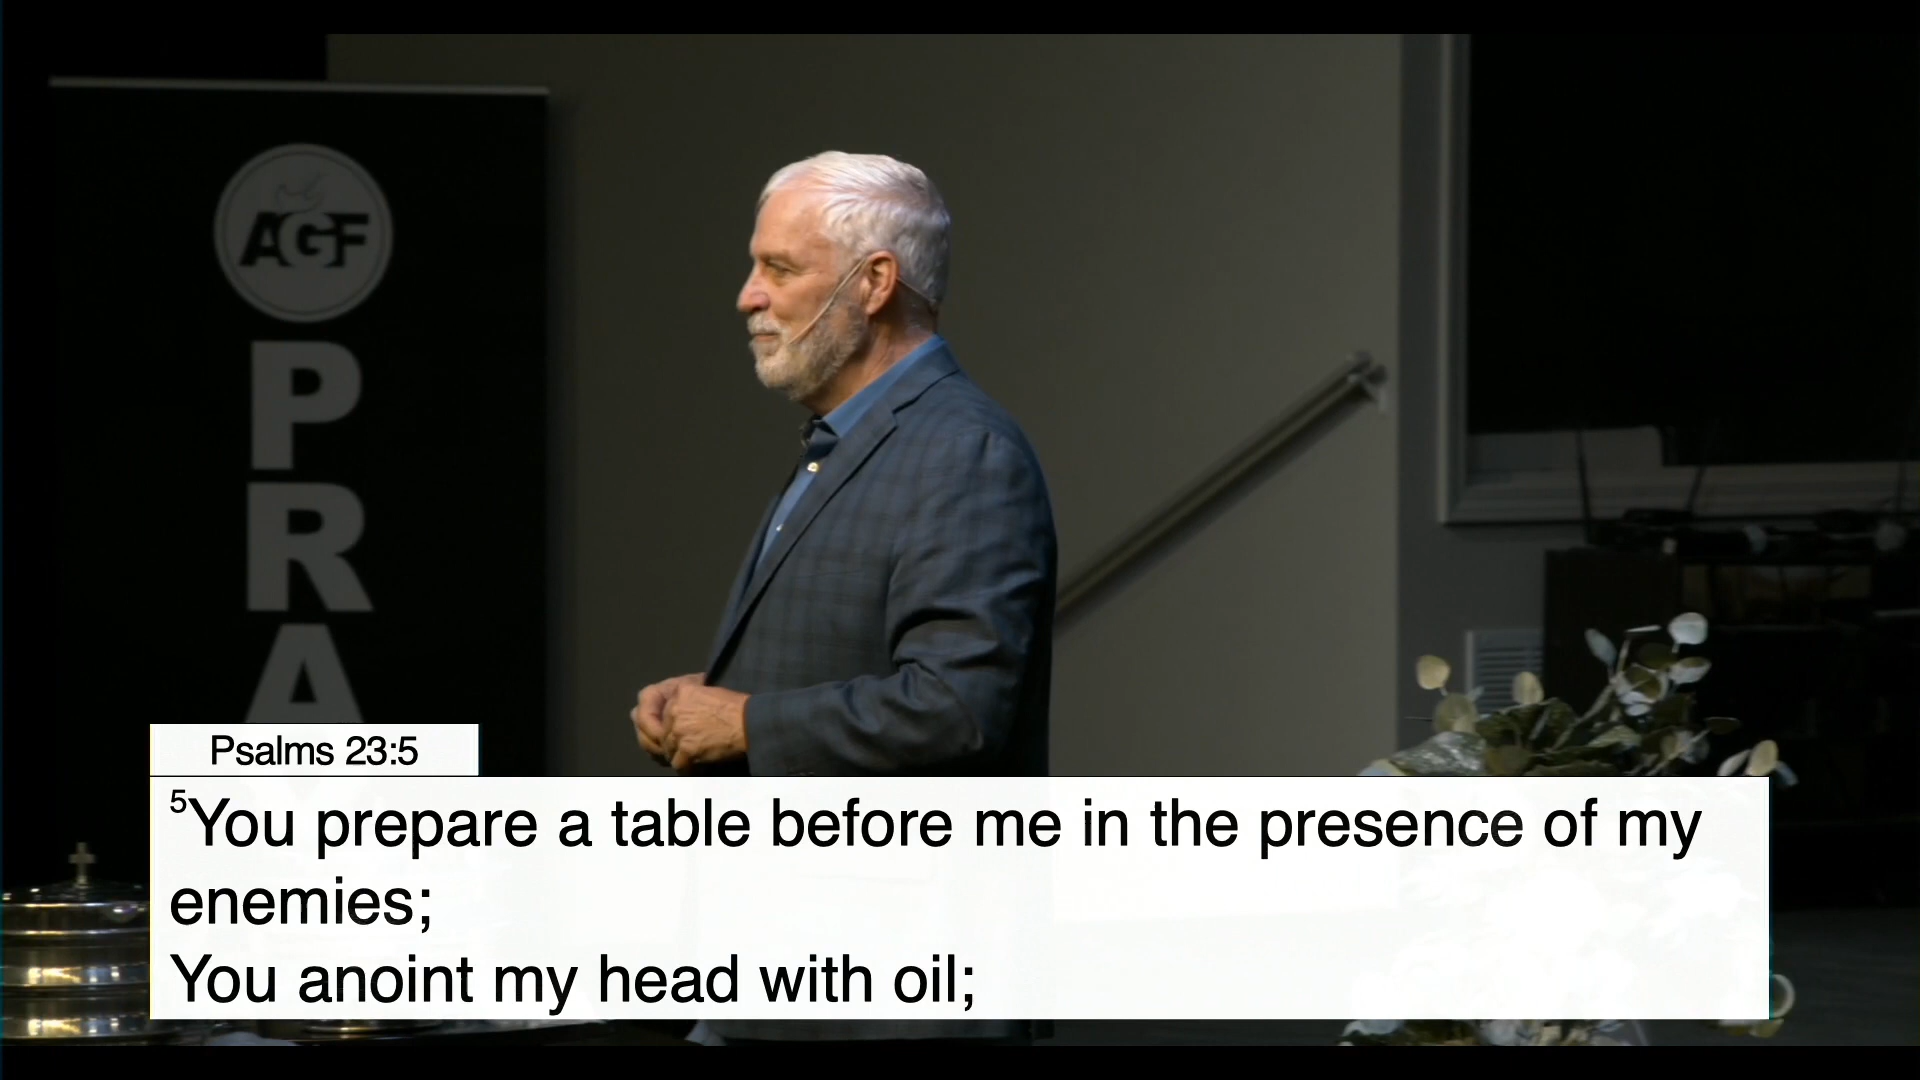 AGF
P
R
A
Psalms 23:5
⁵You prepare a table before me in the presence of my
enemies;
You anoint my head with oil;